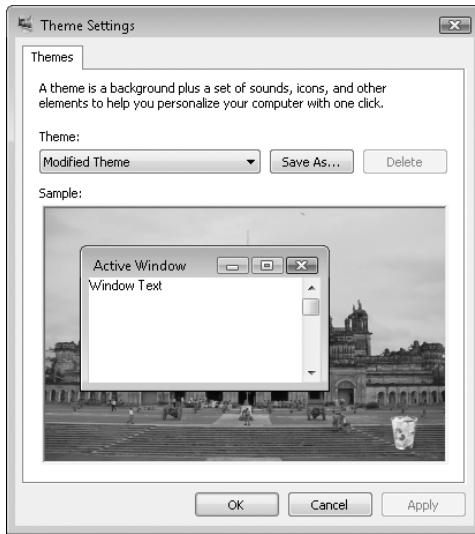 Theme Settings
Themes
A theme is a background plus a set of sounds, icons, and other
elements to help you personalize your computer with one click.
Theme:
Modified Theme
Save As...
Delete
Sample:
Active Window
Window Text
OK
Cancel
Apply